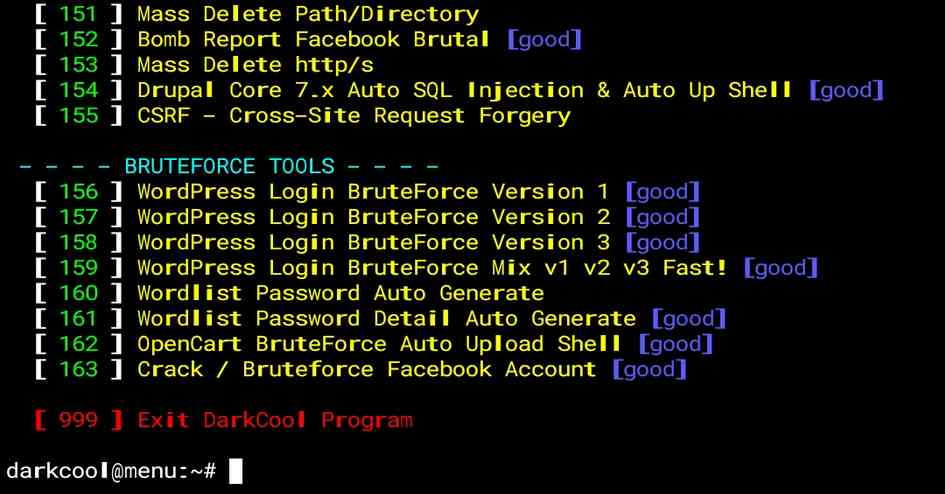 [ 151 ] Mass Delete Path/Directory
[ 152 ] Bomb Report Facebook Brutal [good]
[ 153 ] Mass Delete http/s
[ 154 ] Drupal Core 7.x Auto SQL Injection & Auto Up Shell [good]
[ 155 ] CSRF - Cross-Site Request Forgery
- - - - BRUTEFORCE TOOLS - - - -
[ 156 ] WordPress Login BruteForce Version 1 [good]
[ 157 ] WordPress Login BruteForce Version 2 [good]
[ 158 ] WordPress Login BruteForce Version 3 [good]
[ 159 ] WordPress Login BruteForce Mix v1 v2 v3 Fast! [good]
[ 160 ] Wordlist Password Auto Generate
[ 161 ] Wordlist Password Detail Auto Generate [good]
[ 162 ] OpenCart BruteForce Auto Upload Shell [good]
[ 163 ] Crack / Bruteforce Facebook Account [good]
[ 999 ] Exit DarkCool Program
darkcool@menu:~#